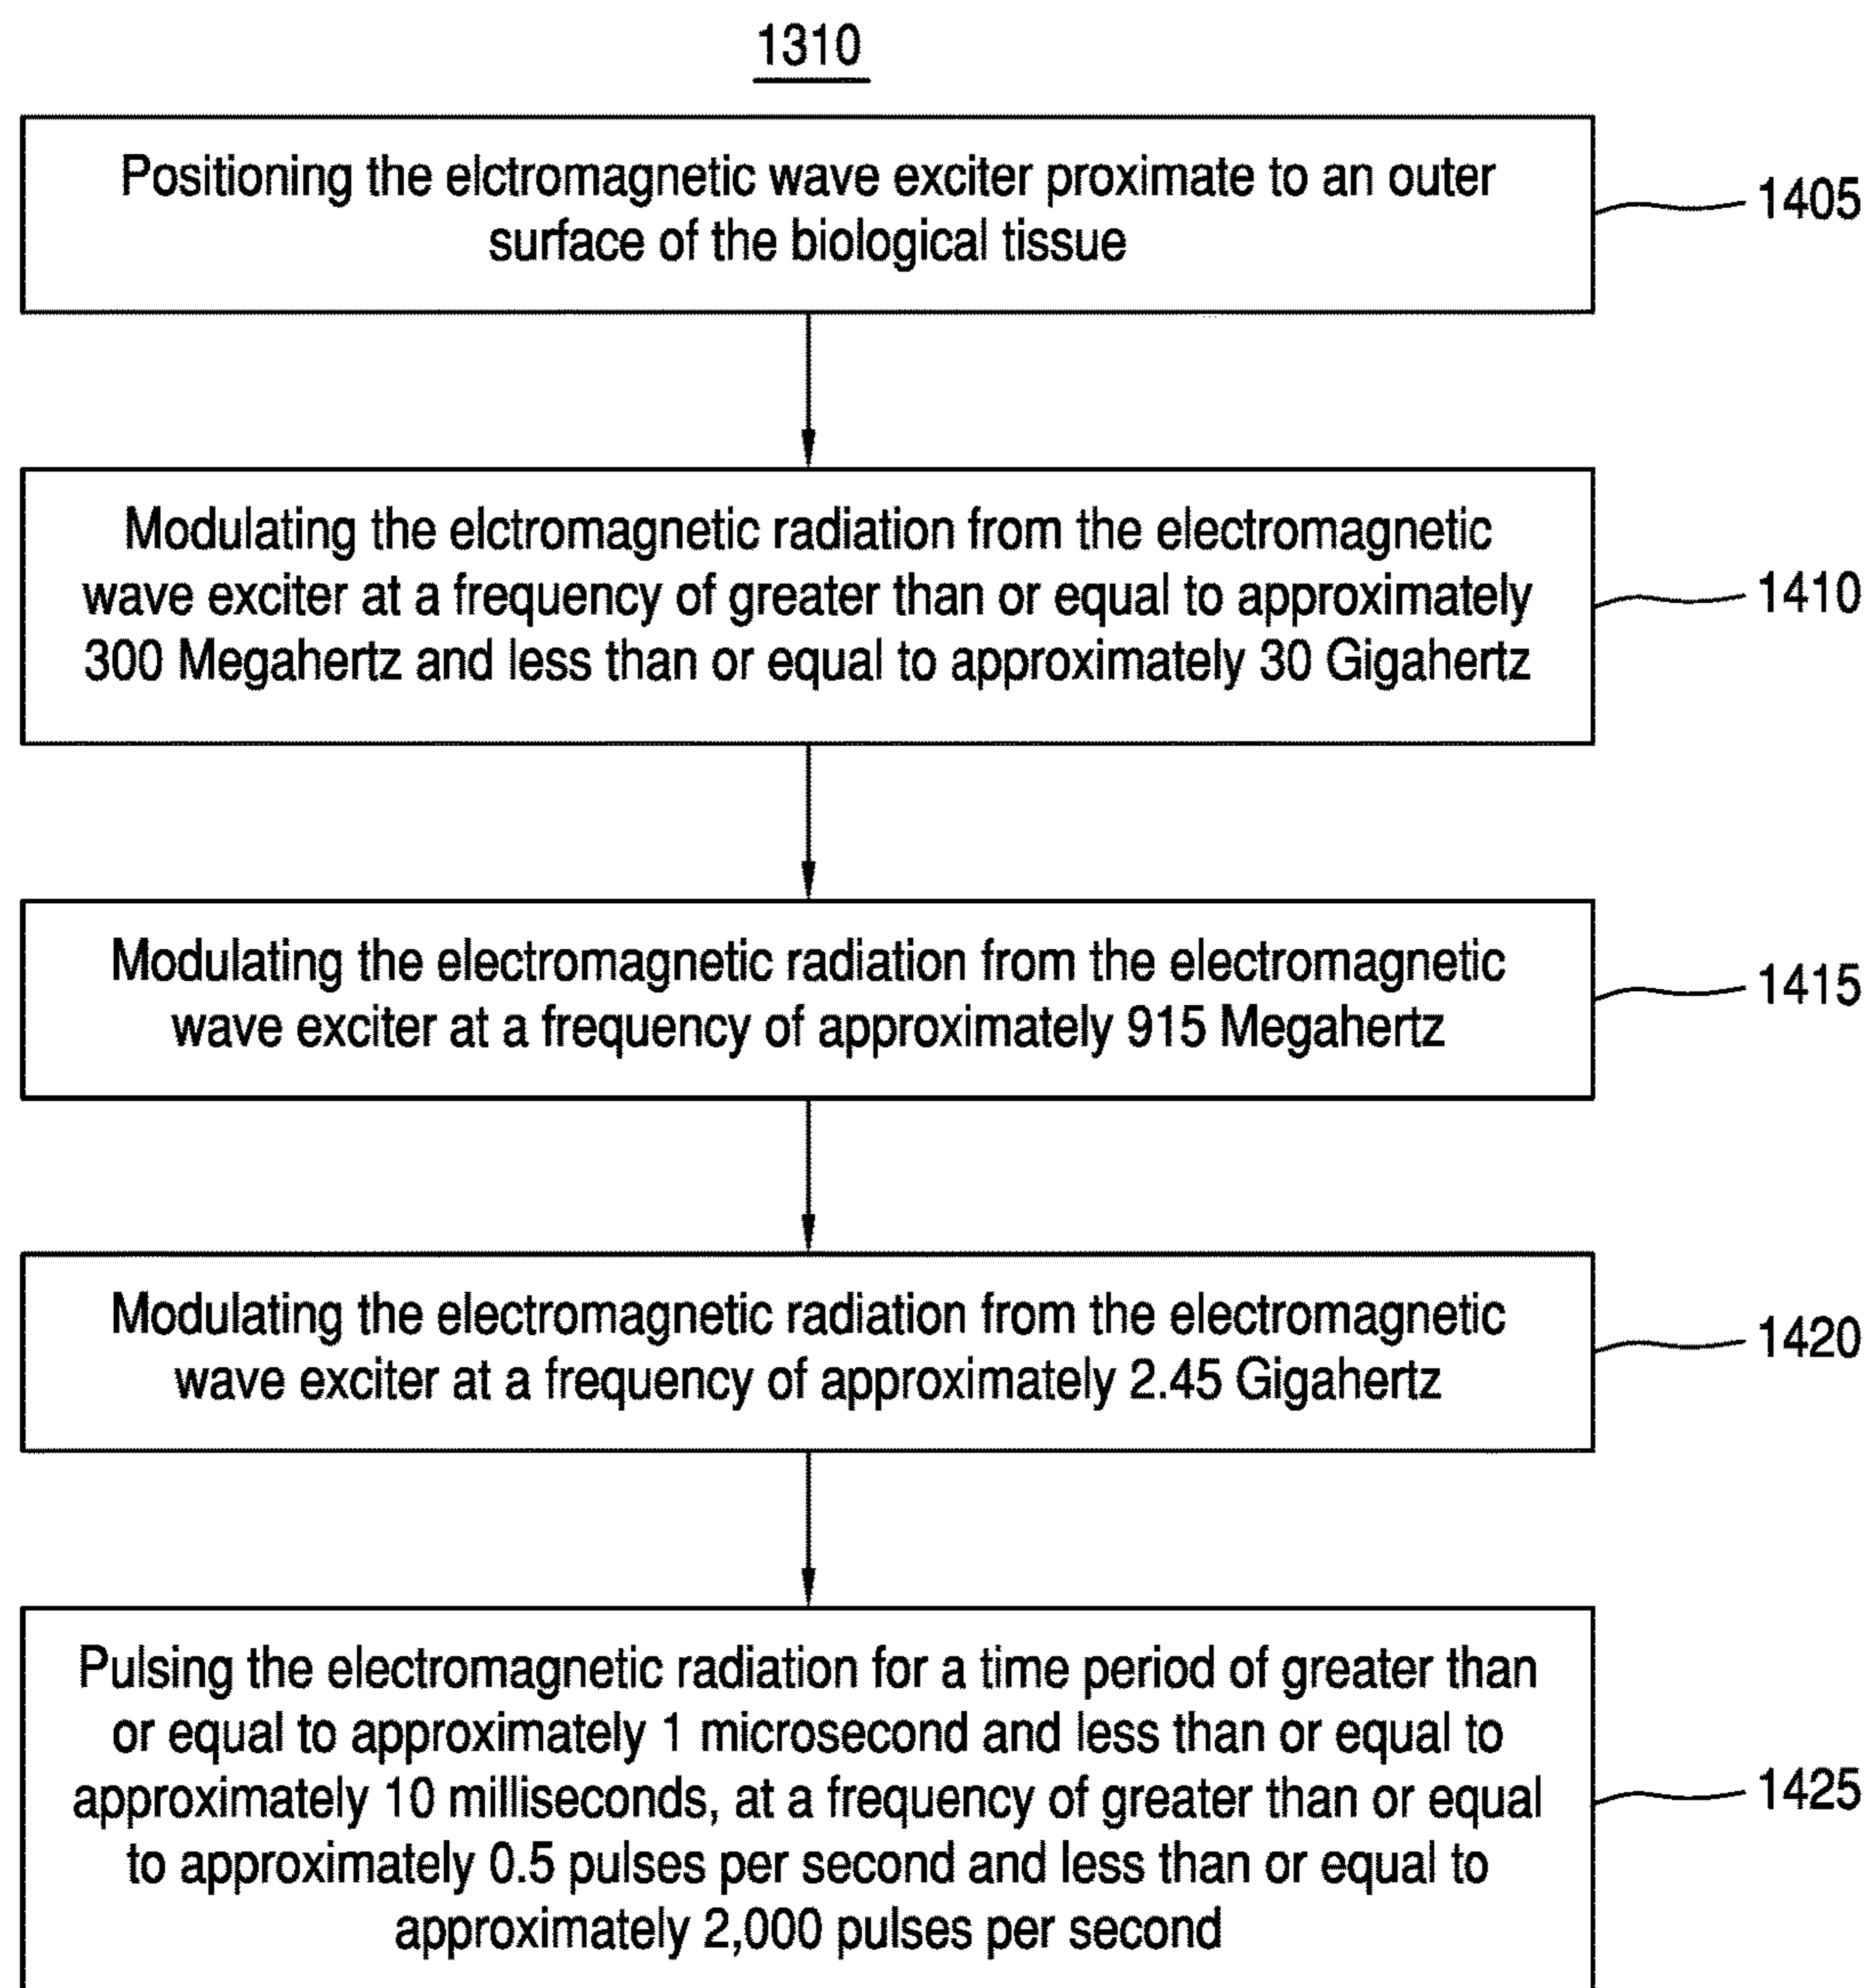 1310
Positioning the elctromagnetic wave exciter proximate to an outer
surface of the biological tissue
1405
Modulating the elctromagnetic radiation from the electromagnetic
wave exciter at a frequency of greater than or equal to approximately
300 Megahertz and less than or equal to approximately 30 Gigahertz
1410
Modulating the electromagnetic radiation from the electromagnetic
wave exciter at a frequency of approximately 915 Megahertz
1415
Modulating the electromagnetic radiation from the electromagnetic
wave exciter at a frequency of approximately 2.45 Gigahertz
1420
Pulsing the electromagnetic radiation for a time period of greater than
or equal to approximately 1 microsecond and less than or equal to
approximately 10 milliseconds, at a frequency of greater than or equal
to approximately 0.5 pulses per second and less than or equal to
approximately 2,000 pulses per second
1425